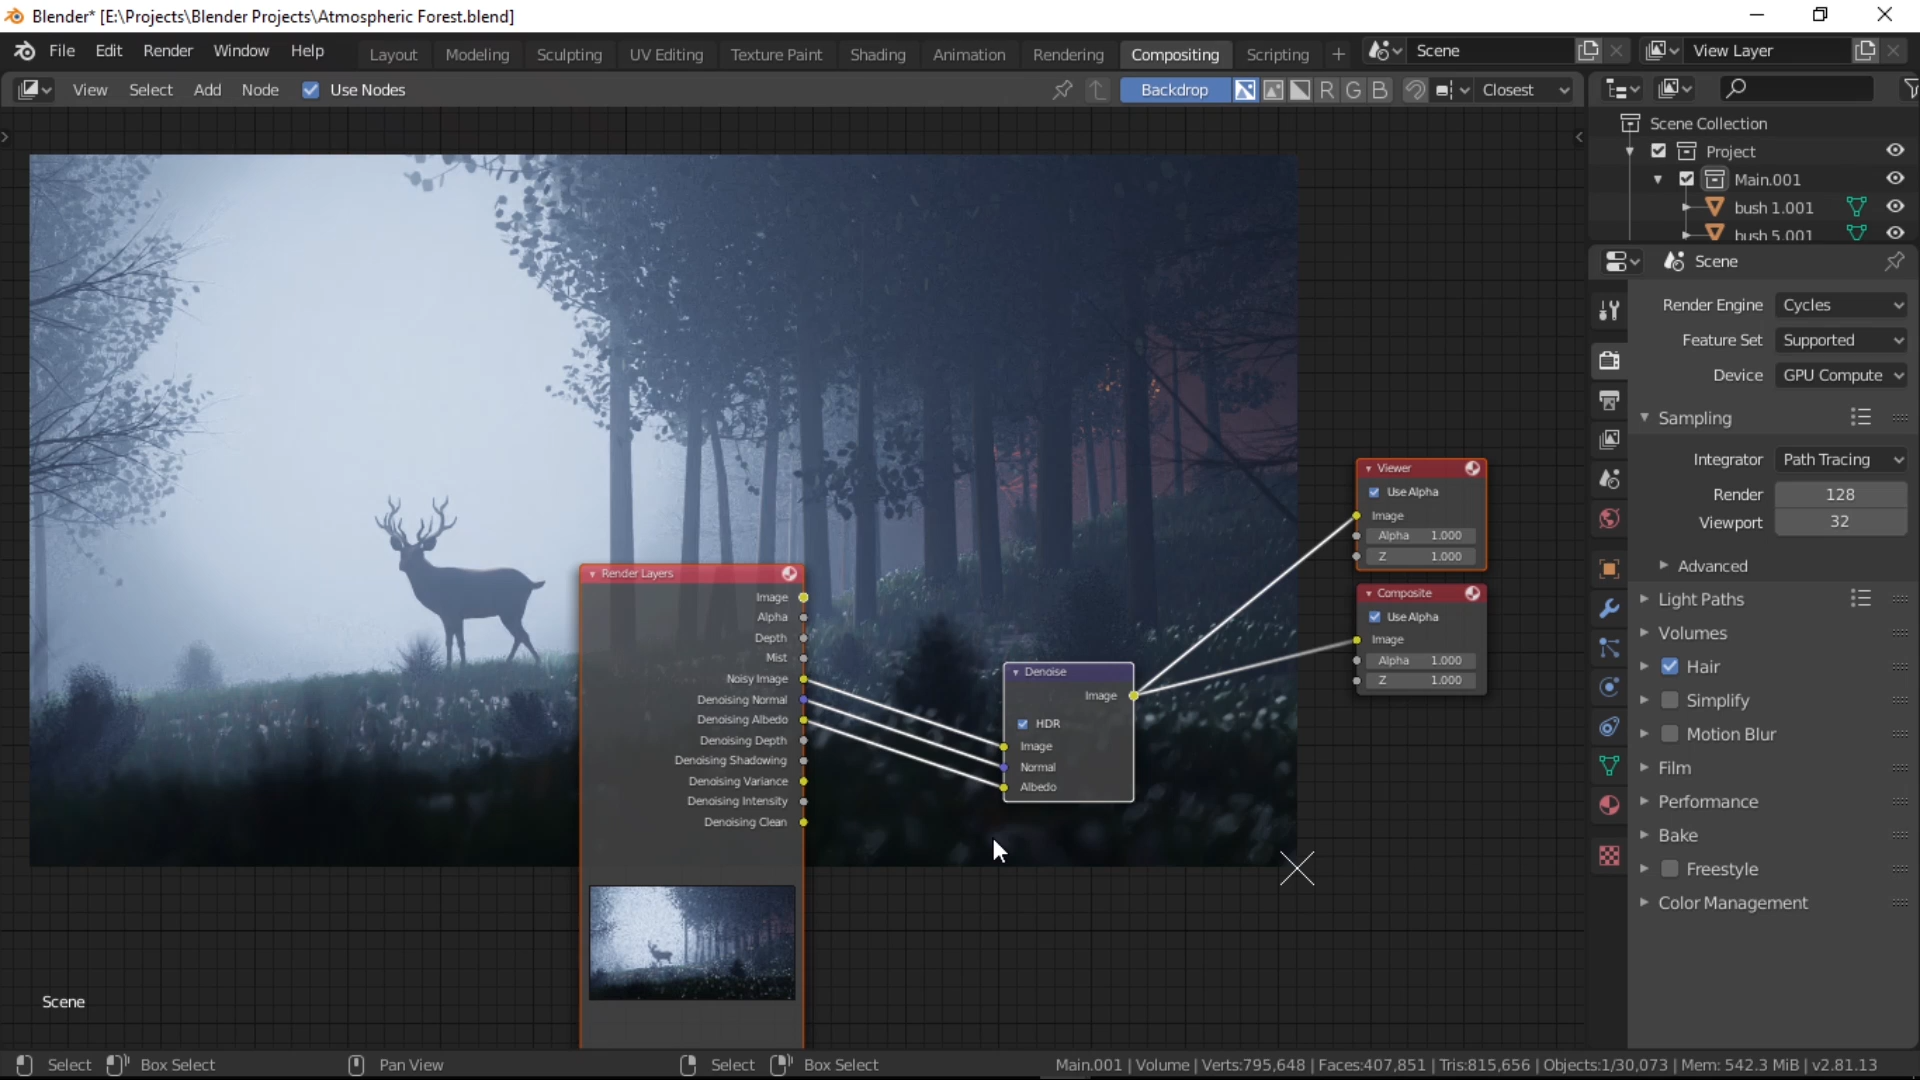 Blender* [E:\Projects\Blender Projects\Atmospheric Forest.blend]
File Edit Render Window Help Layout Modeling Sculpting UV Editing Texture Paint Shading Animation Rendering Compositing Scripting + Scene View Layer
View Select Add Node Use Nodes Backdrop R G B Closest
Scene Collection
Project
Main.001
bush 1.001
bush 5.001
Scene
Render Engine Cycles
Feature Set Supported
Device GPU Compute
Sampling
Integrator Path Tracing
Render 128
Viewport 32
Advanced
Light Paths
Volumes
Hair
Simplify
Motion Blur
Film
Performance
Bake
Freestyle
Color Management
Viewer
Use Alpha
Image
Alpha 1.000
Z 1.000
Composite
Use Alpha
Image
Alpha 1.000
Z 1.000
Render Layers
Image
Alpha
Depth
Mist
Noisy Image
Denoising Normal
Denoising Albedo
Denoising Depth
Denoising Shadowing
Denoising Variance
Denoising Intensity
Denoising Clean
Denoise
Image
HDR
Image
Normal
Albedo
Scene
Select Box Select Pan View Select Box Select Main.001 | Volume | Verts:795,648 | Faces:407,851 | Tris:815,656 | Objects:1/30,073 | Mem: 542.3 MiB | v2.81.13